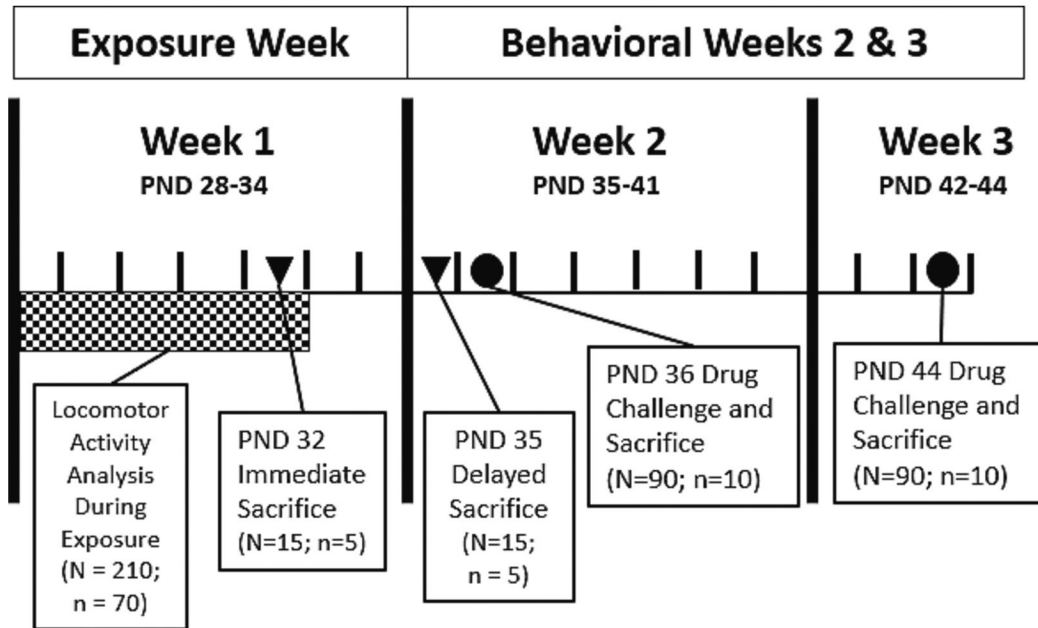 Exposure Week
Behavioral Weeks 2 & 3
Week 1
PND 28-34
Week 2
PND 35-41
Week 3
PND 42-44
Locomotor
Activity
Analysis
During
Exposure
(N = 210;
n = 70)
PND 32
Immediate
Sacrifice
(N=15; n=5)
PND 35
Delayed
Sacrifice
(N=15;
n = 5)
PND 36 Drug
Challenge and
Sacrifice
(N=90; n=10)
PND 44 Drug
Challenge and
Sacrifice
(N=90; n=10)